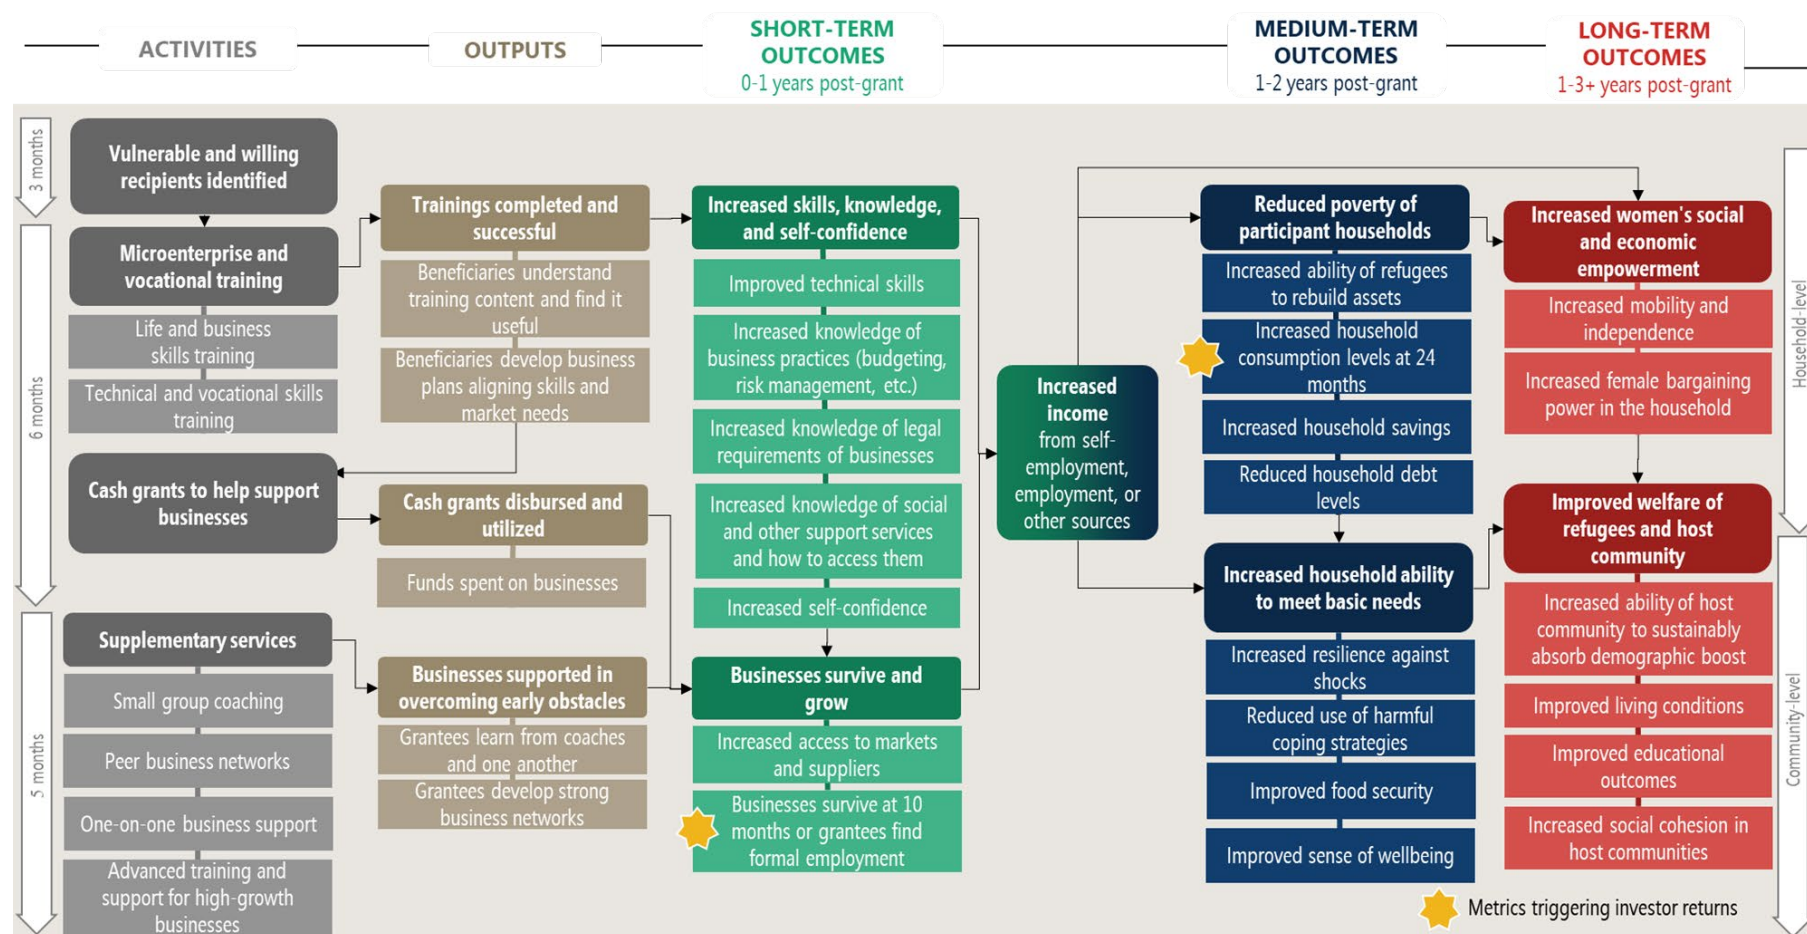 ACTIVITIES
OUTPUTS
SHORT-TERM
OUTCOMES
0-1 years post-grant
MEDIUM-TERM
OUTCOMES
1-2 years post-grant
LONG-TERM
OUTCOMES
1-3+ years post-grant
3 months
6 months
5 months
Vulnerable and willing
recipients identified
Microenterprise and
vocational training
Life and business
skills training
Technical and vocational skills
training
Cash grants to help support
businesses
Supplementary services
Small group coaching
Peer business networks
One-on-one business support
Advanced training and
support for high-growth
businesses
Trainings completed and
successful
Beneficiaries understand
training content and find it
useful
Beneficiaries develop business
plans aligning skills and
market needs
Cash grants disbursed and
utilized
Funds spent on businesses
Businesses supported in
overcoming early obstacles
Grantees learn from coaches
and one another
Grantees develop strong
business networks
Increased skills, knowledge,
and self-confidence
Improved technical skills
Increased knowledge of
business practices (budgeting,
risk management, etc.)
Increased knowledge of legal
requirements of businesses
Increased knowledge of social
and other support services
and how to access them
Increased self-confidence
Businesses survive and
grow
Increased access to markets
and suppliers
Businesses survive at 10
months or grantees find
formal employment
Increased
income
from self-
employment,
employment, or
other sources
Reduced poverty of
participant households
Increased ability of refugees
to rebuild assets
Increased household
consumption levels at 24
months
Increased household savings
Reduced household debt
levels
Increased household ability
to meet basic needs
Increased resilience against
shocks
Reduced use of harmful
coping strategies
Improved food security
Improved sense of wellbeing
Increased women's social
and economic
empowerment
Increased mobility and
independence
Increased female bargaining
power in the household
Improved welfare of
refugees and host
community
Increased ability of host
community to sustainably
absorb demographic boost
Improved living conditions
Improved educational
outcomes
Increased social cohesion in
host communities
Household-level
Community-level
Metrics triggering investor returns